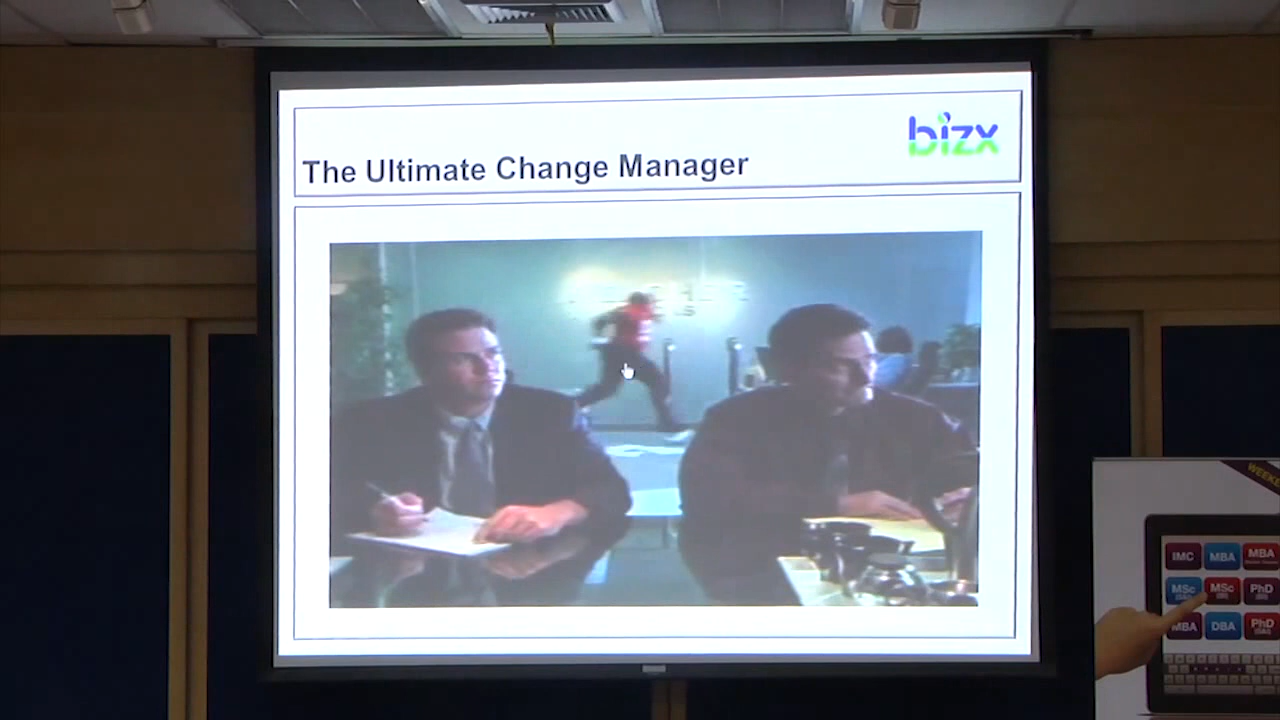 bizx
The Ultimate Change Manager
IMC MBA MBA
MSc MSc PhD
MBA DBA PhD